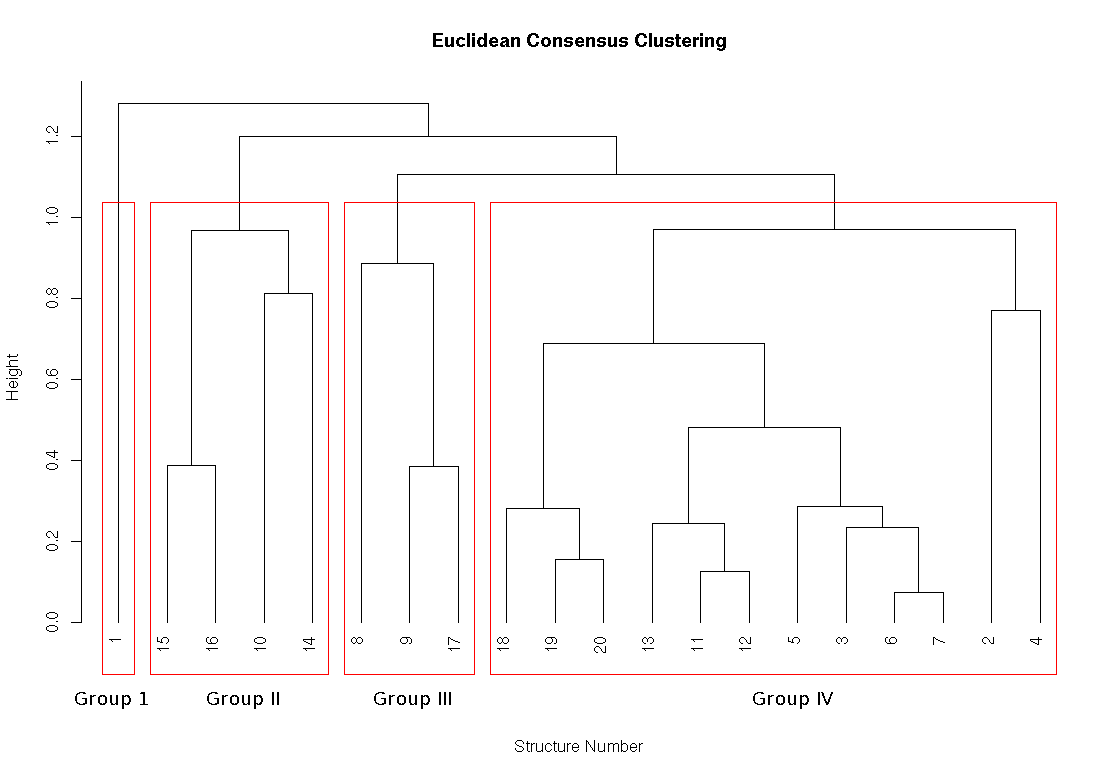 Euclidean Consensus Clustering
Height
1.2
1.0
0.8
0.6
0.4
0.2
0.0
1 15 16 10 14 8 9 17 18 19 20 13 11 12 5 3 6 7 2 4
Group 1 Group II Group III Group IV
Structure Number